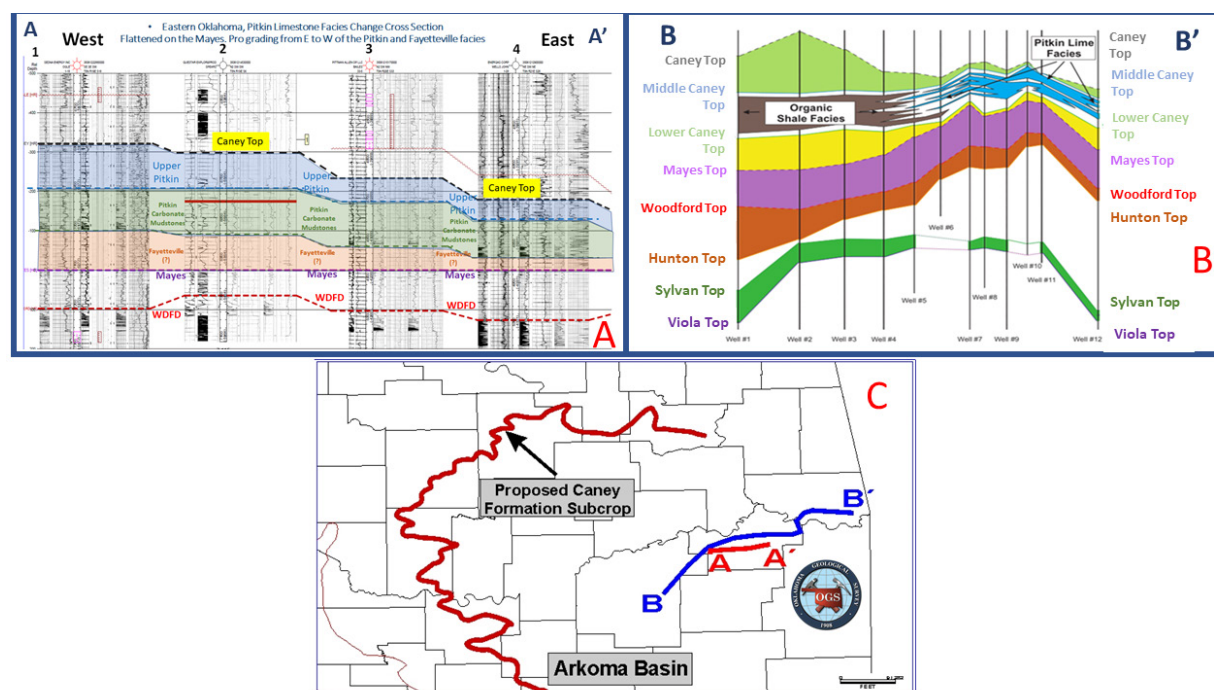 A
• Eastern Oklahoma, Pitkin Limestone Facies Change Cross Section
Flattened on the Mayes. Pro grading from E to W of the Pitkin and Fayetteville facies
A’
1
West
2
3
4
East
Caney Top
Upper
Pitkin
Upper
Pitkin
Caney Top
Upper
Pitkin
Pitkin
Carbonate
Mudstones
Pitkin
Carbonate
Mudstones
Pitkin
Carbonate
Mudstones
Fayetteville
(?)
Fayetteville
(?)
Fayetteville
(?)
Mayes
Mayes
Mayes
WDFD
WDFD
WDFD
A
B
B’
Caney Top
Middle Caney
Top
Lower Caney
Top
Mayes Top
Woodford Top
Hunton Top
Sylvan Top
Viola Top
Organic
Shale Facies
Pitkin Lime
Facies
Caney
Top
Middle Caney
Top
Lower Caney
Top
Mayes Top
Woodford Top
Hunton Top
B
Sylvan Top
Viola Top
Well #6
Well #10
Well #11
Well #5
Well #8
Well #1
Well #2
Well #3
Well #4
Well #7
Well #9
Well #12
C
Proposed Caney
Formation Subcrop
B´
A
A´
B
OKLAHOMA GEOLOGICAL SURVEY
OGS
1908
Arkoma Basin
FEET